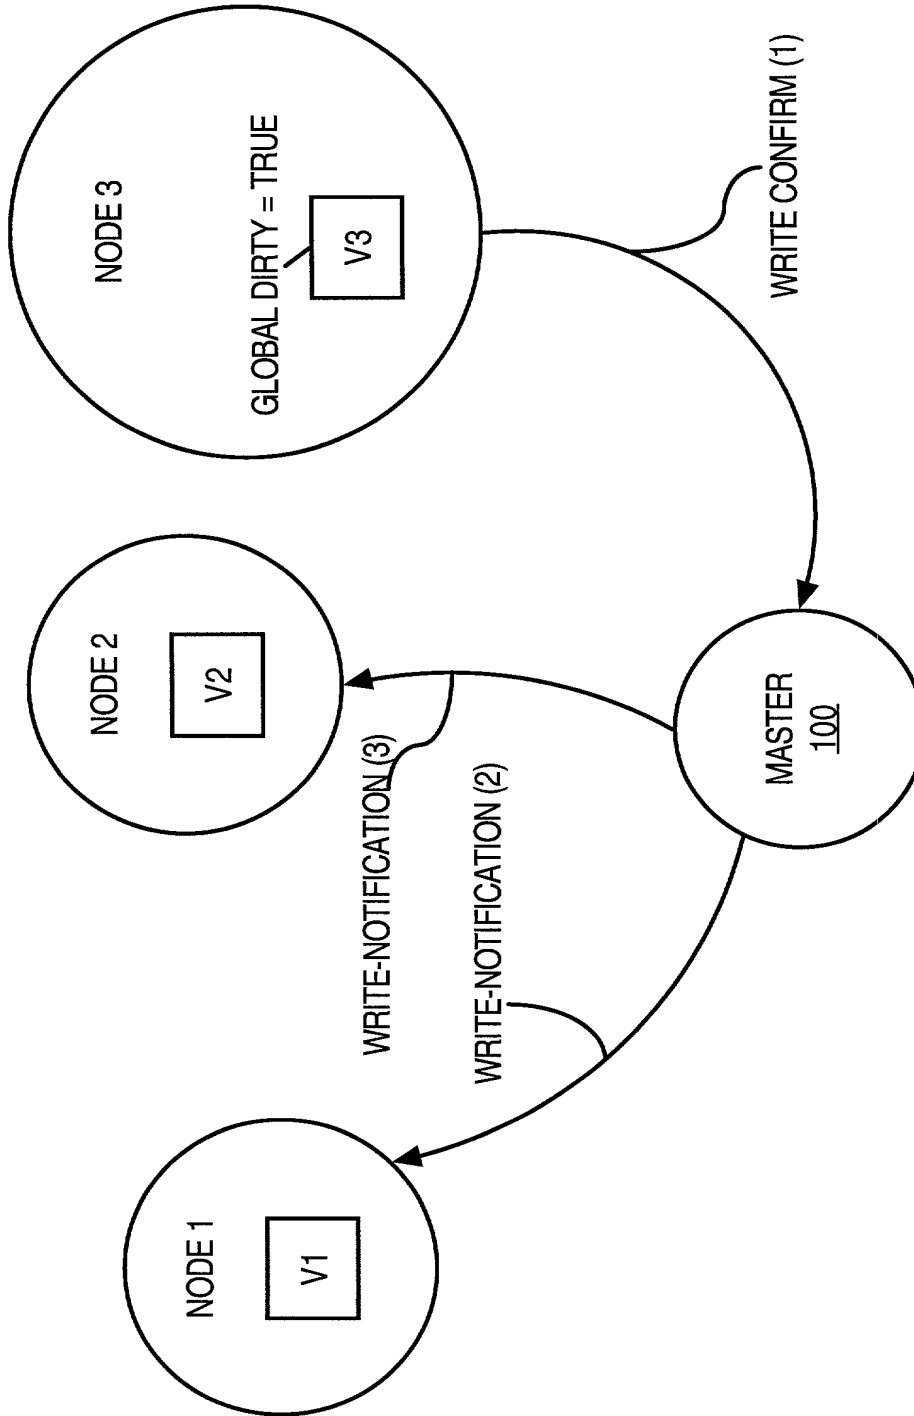 NODE 1
V1
NODE 2
V2
NODE 3
GLOBAL DIRTY = TRUE
V3
WRITE-NOTIFICATION (3)
WRITE-NOTIFICATION (2)
MASTER
100
WRITE CONFIRM (1)